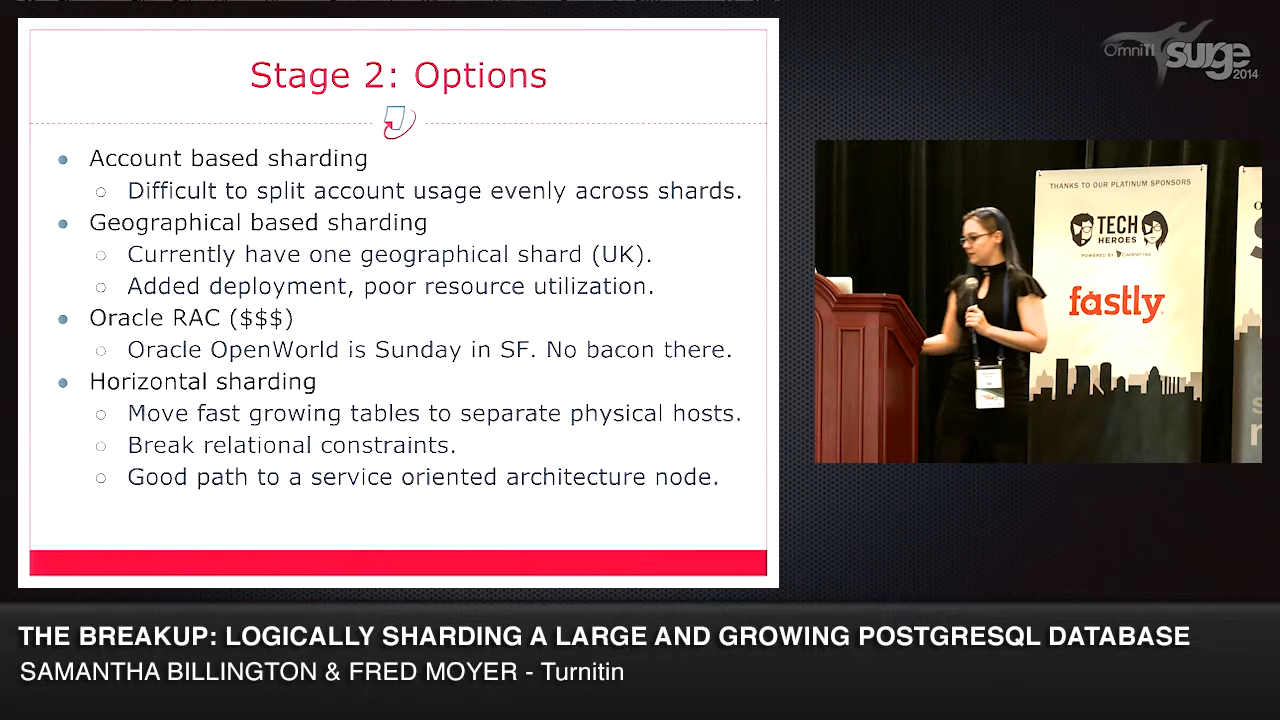 Stage 2: Options
Account based sharding
Difficult to split account usage evenly across shards.
Geographical based sharding
Currently have one geographical shard (UK).
Added deployment, poor resource utilization.
Oracle RAC ($$$)
Oracle OpenWorld is Sunday in SF. No bacon there.
Horizontal sharding
Move fast growing tables to separate physical hosts.
Break relational constraints.
Good path to a service oriented architecture node.
OmniTI surge
2014
THANKS TO OUR PLATINUM SPONSORS
TECH
HEROES
POWERED BY
fastly
THE BREAKUP: LOGICALLY SHARDING A LARGE AND GROWING POSTGRESQL DATABASE
SAMANTHA BILLINGTON & FRED MOYER - Turnitin